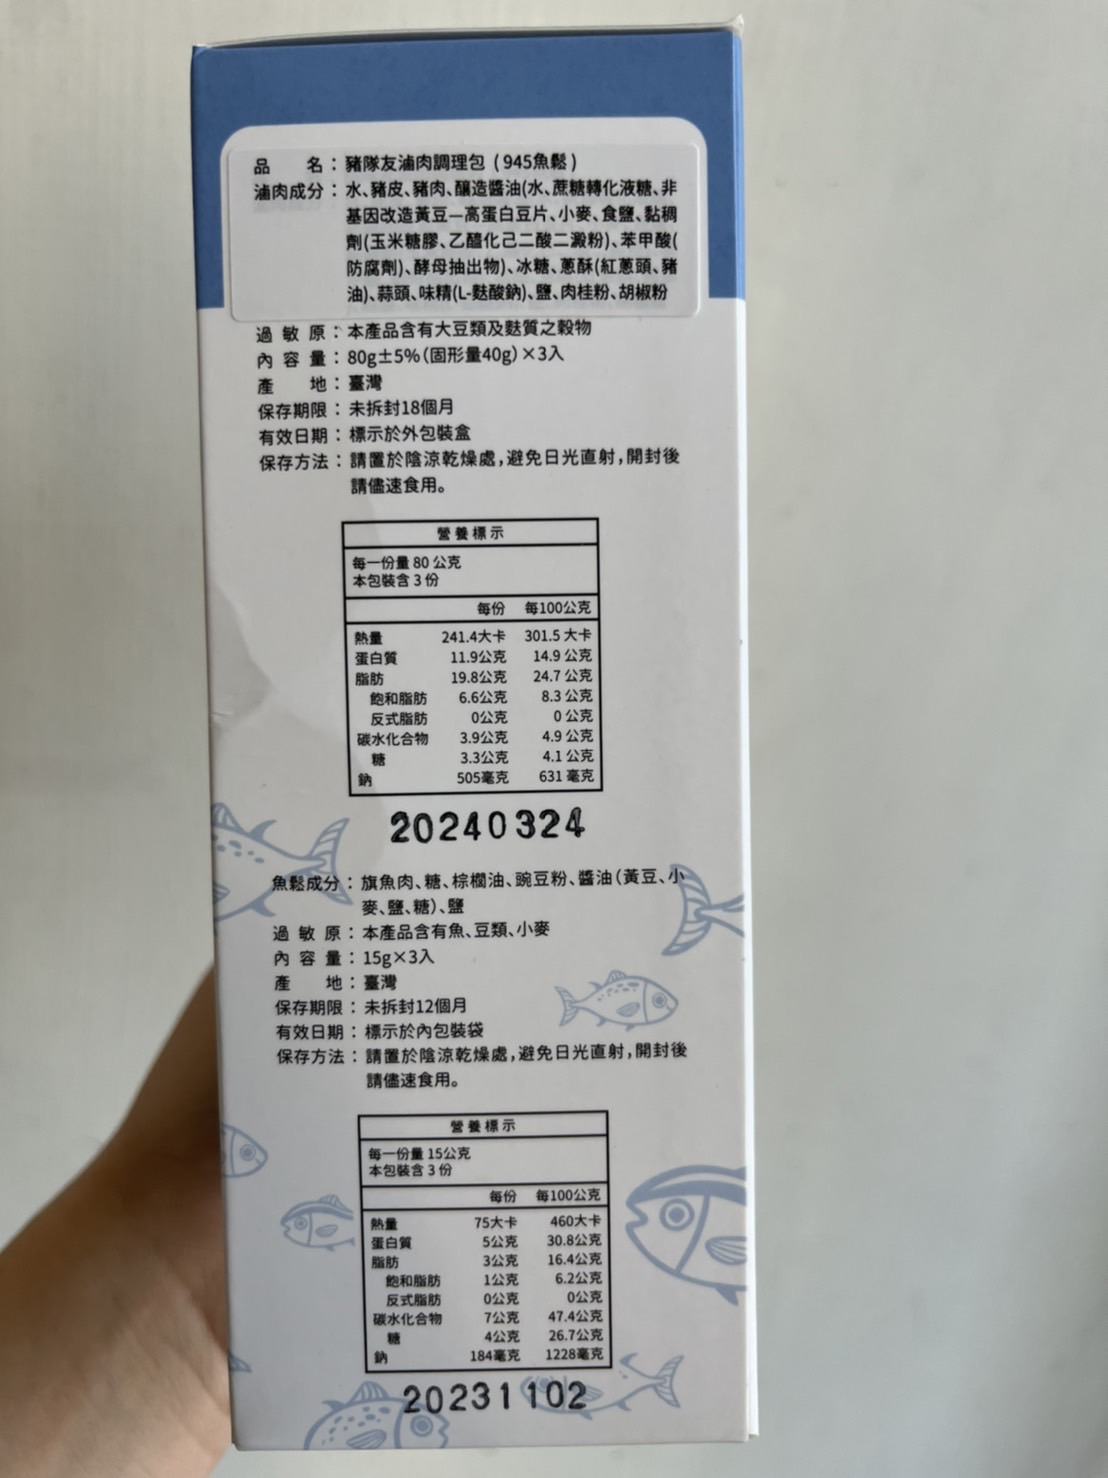 品　　名：豬隊友滷肉調理包 (945魚鬆)
滷肉成分：水、豬皮、豬肉、釀造醬油(水、蔗糖轉化液糖、非
基因改造黃豆—高蛋白豆片、小麥、食鹽、黏稠
劑(玉米糖膠、乙醯化己二酸二澱粉)、苯甲酸(
防腐劑)、酵母抽出物)、冰糖、蔥酥(紅蔥頭、豬
油)、蒜頭、味精(L-麩酸鈉)、鹽、肉桂粉、胡椒粉
過 敏 原：本產品含有大豆類及麩質之穀物
內 容 量：80g±5%(固形量40g)×3入
產　　地：臺灣
保存期限：未拆封18個月
有效日期：標示於外包裝盒
保存方法：請置於陰涼乾燥處,避免日光直射,開封後
請儘速食用。
營養標示
每一份量 80 公克
本包裝含 3 份
每份 每100公克
熱量 241.4大卡 301.5 大卡
蛋白質 11.9公克 14.9 公克
脂肪 19.8公克 24.7 公克
飽和脂肪 6.6公克 8.3 公克
反式脂肪 0公克 0 公克
碳水化合物 3.9公克 4.9 公克
糖 3.3公克 4.1 公克
鈉 505毫克 631 毫克
20240324
魚鬆成分：旗魚肉、糖、棕櫚油、豌豆粉、醬油(黃豆、小
麥、鹽、糖)、鹽
過 敏 原：本產品含有魚、豆類、小麥
內 容 量：15g×3入
產　　地：臺灣
保存期限：未拆封12個月
有效日期：標示於內包裝袋
保存方法：請置於陰涼乾燥處,避免日光直射,開封後
請儘速食用。
營養標示
每一份量 15公克
本包裝含 3 份
每份 每100公克
熱量 75大卡 460大卡
蛋白質 5公克 30.8公克
脂肪 3公克 16.4公克
飽和脂肪 1公克 6.2公克
反式脂肪 0公克 0公克
碳水化合物 7公克 47.4公克
糖 4公克 26.7公克
鈉 184毫克 1228毫克
20231102